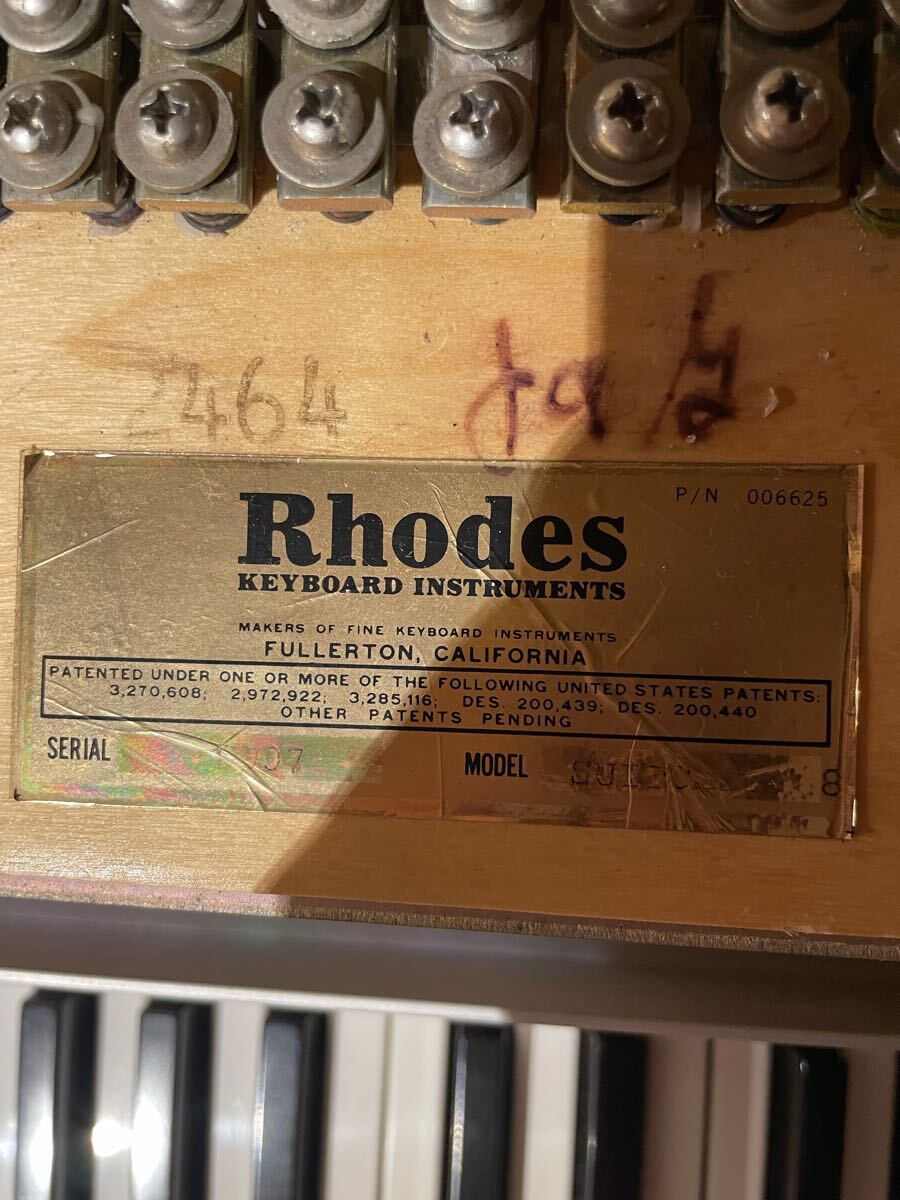 464
Rhodes
P/N 006625
KEYBOARD INSTRUMENTS
MAKERS OF FINE KEYBOARD INSTRUMENTS
FULLERTON, CALIFORNIA
PATENTED UNDER ONE OR MORE OF THE FOLLOWING UNITED STATES PATENTS:
3,270,608; 2,972,922; 3,285,116; DES. 200,439; DES. 200,440
OTHER PATENTS PENDING
SERIAL MODEL